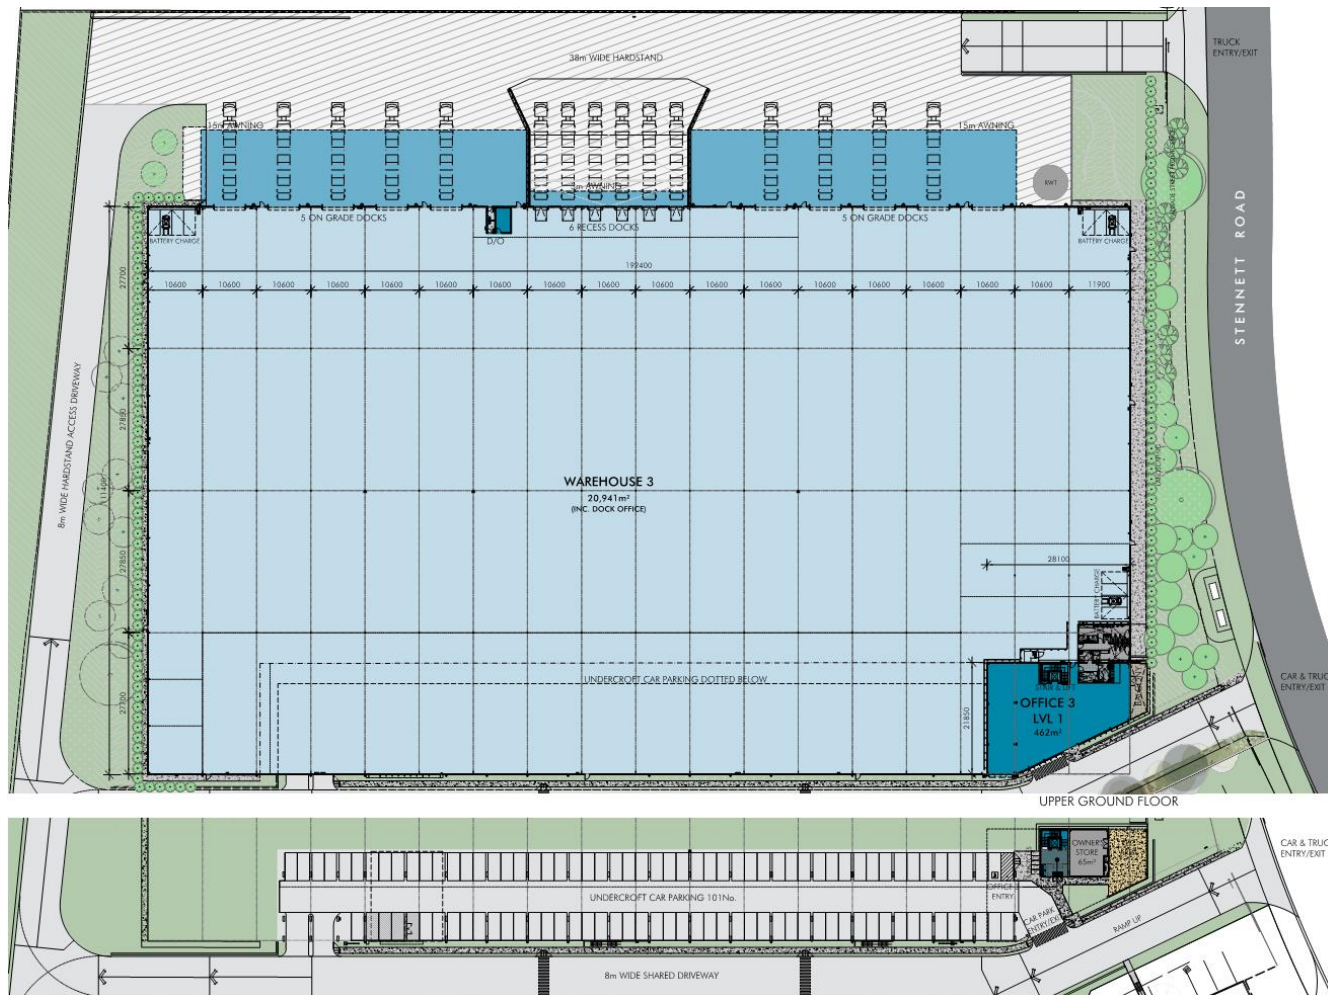 TRUCK
ENTRY/EXIT
38m WIDE HARDSTAND
15m AWNING
15m AWNING
AWNING
RWT
5 ON GRADE DOCKS
6 RECESS DOCKS
5 ON GRADE DOCKS
D/O
BATTERY CHARGE
BATTERY CHARGE
192400
10600 10600 10600 10600 10600 10600 10600 10600 10600 10600 10600 10600 10600 10600 10600 10600 10600 11900
27700
27850
27850
27700
8m WIDE HARDSTAND ACCESS DRIVEWAY
STENNETT ROAD
WAREHOUSE 3
20,941m²
(INC. DOCK OFFICE)
28100
BATTERY CHARGE
UNDERCROFT CAR PARKING DOTTED BELOW
21850
OFFICE 3
LVL 1
462m²
CAR & TRUC
ENTRY/EXIT
UPPER GROUND FLOOR
CAR & TRUC
ENTRY/EXIT
OWNER'S
STORE
65m²
OFFICE
ENTRY
UNDERCROFT CAR PARKING 101No.
CAR PARK
ENTRY/EXIT
RAMP UP
8m WIDE SHARED DRIVEWAY